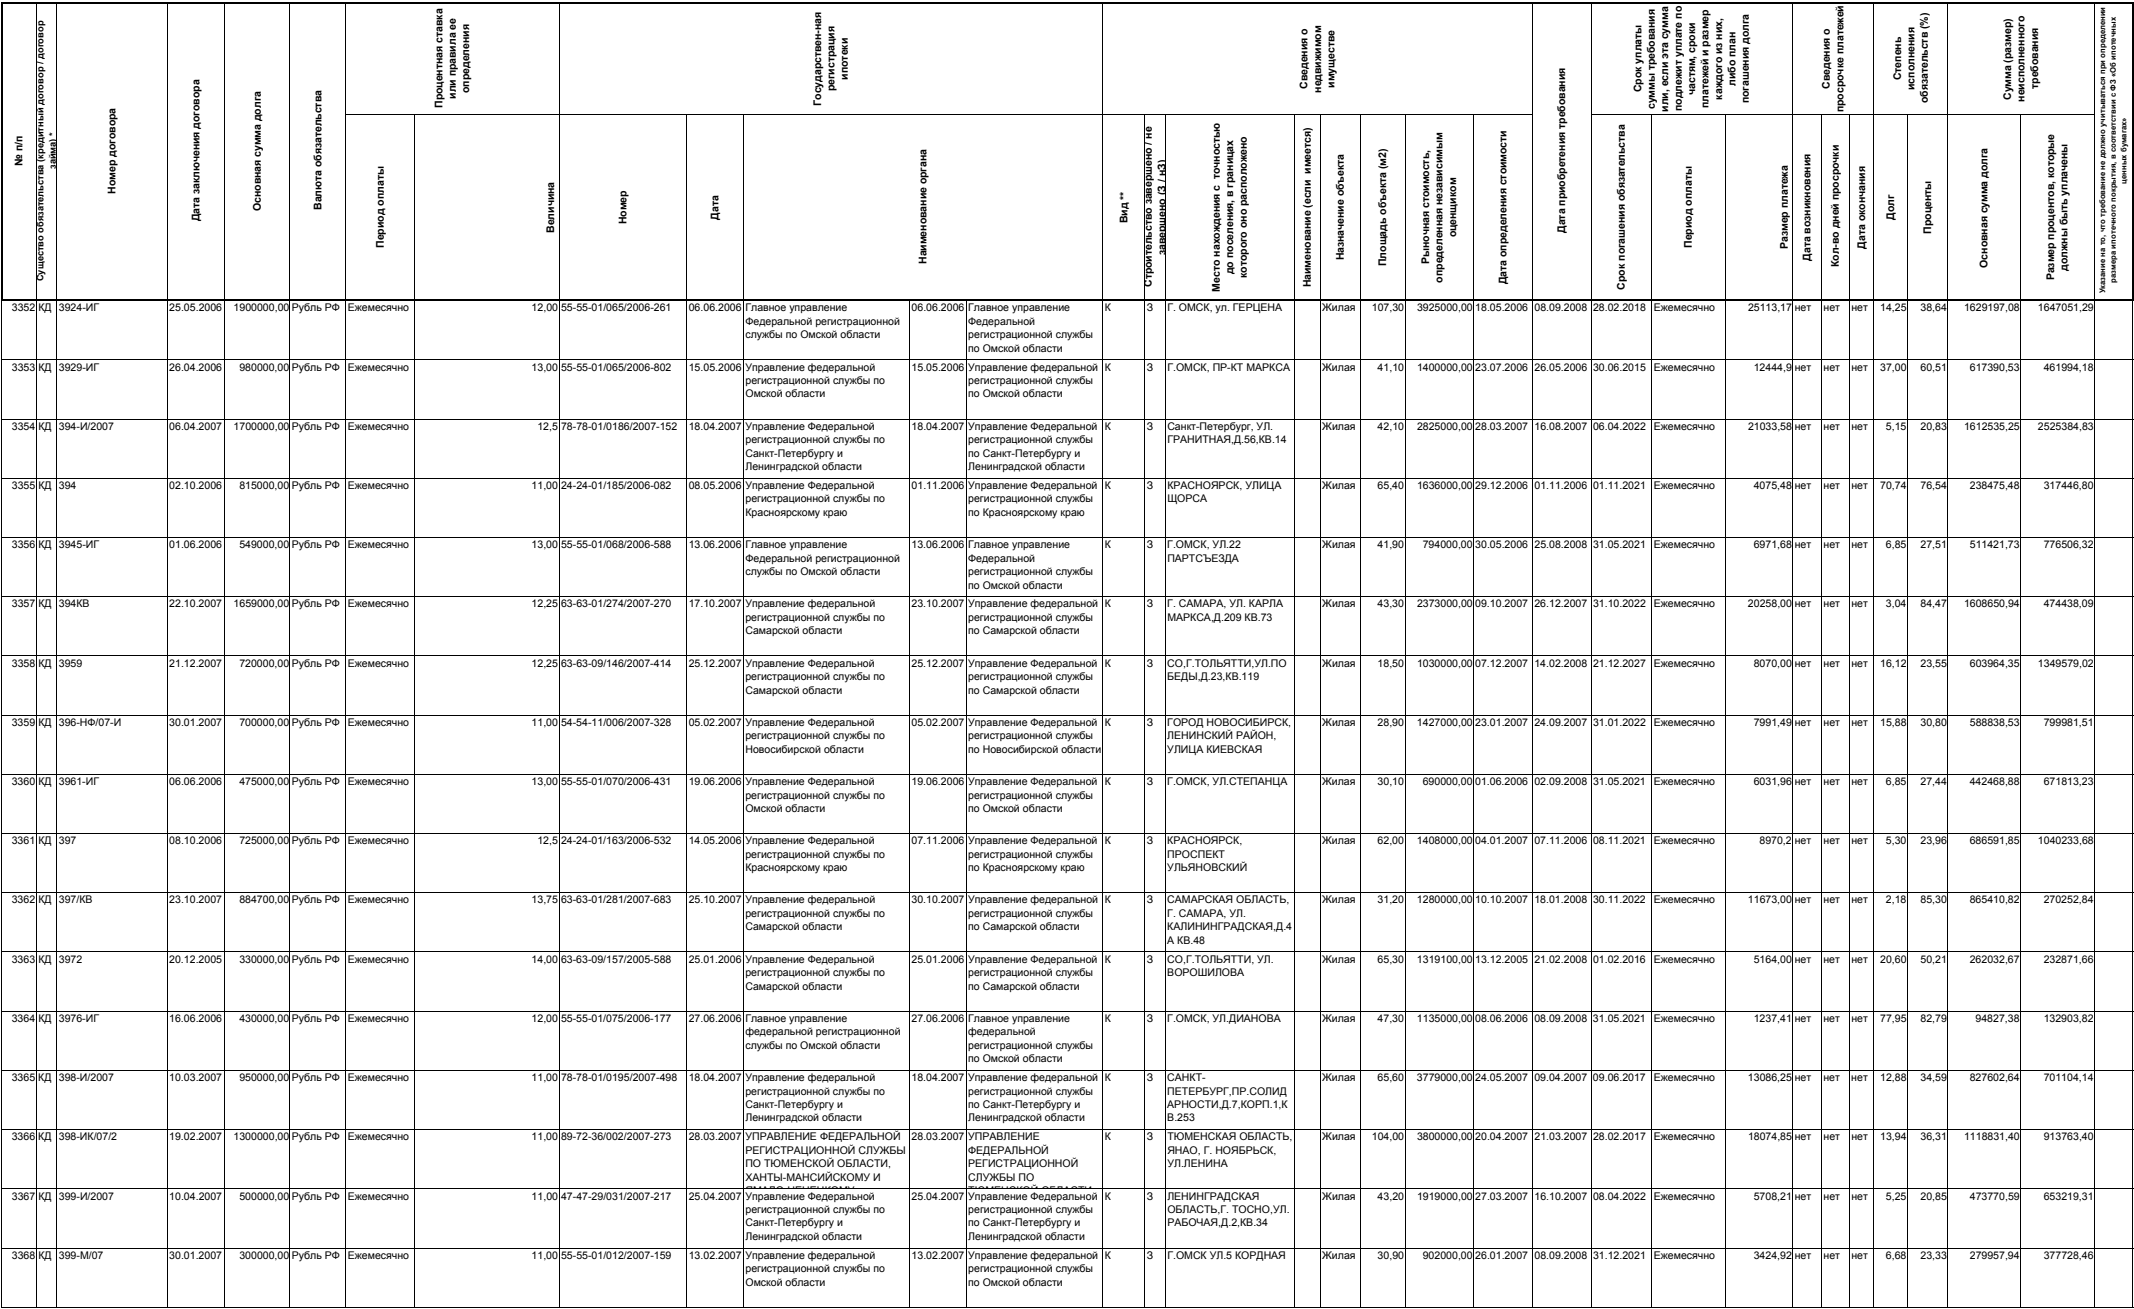 № п/п
Существо обязательства (кредитный договор / договор займа) *
Номер договора
Дата заключения договора
Основная сумма долга
Валюта обязательства
Процентная ставка или правила ее определения
Период оплаты
Величина
Государствен-ная регистрация ипотеки
Номер
Дата
Наименование органа
Сведения о недвижимом имуществе
Вид **
Строительство завершено / не завершено (З / нЗ)
Место нахождения с точностью до поселения, в границах которого оно расположено
Наименование (если имеется)
Назначение объекта
Площадь объекта (м2)
Рыночная стоимость, определенная независимым оценщиком
Дата определения стоимости
Дата приобретения требования
Срок уплаты суммы требования или, если эта сумма подлежит уплате по частям, сроки платежей и размер каждого из них, либо план погашения долга
Срок погашения обязательства
Период оплаты
Размер платежа
Сведения о просрочке платежей
Дата возникновения
Кол-во дней просрочки
Дата окончания
Степень исполнения обязательств (%)
Долг
Проценты
Сумма (размер) неисполненного требования
Основная сумма долга
Размер процентов, которые должны быть уплачены
Указание на то, что требование не должно учитываться при определении размера ипотечного покрытия, в соответствии с ФЗ «Об ипотечных ценных бумагах»
3352 КД 3924-ИГ 25.05.2006 1900000,00 Рубль РФ Ежемесячно 12,00 55-55-01/065/2006-261 06.06.2006 Главное управление Федеральной регистрационной службы по Омской области 06.06.2006 Главное управление Федеральной регистрационной службы по Омской области К З Г. ОМСК, ул. ГЕРЦЕНА Жилая 107,30 3925000,00 18.05.2006 08.09.2008 28.02.2018 Ежемесячно 25113,17 нет нет нет 14,25 38,64 1629197,08 1647051,29
3353 КД 3929-ИГ 26.04.2006 980000,00 Рубль РФ Ежемесячно 13,00 55-55-01/065/2006-802 15.05.2006 Управление федеральной регистрационной службы по Омской области 15.05.2006 Управление федеральной регистрационной службы по Омской области К З Г.ОМСК, ПР-КТ МАРКСА Жилая 41,10 1400000,00 23.07.2006 26.05.2006 30.06.2015 Ежемесячно 12444,9 нет нет нет 37,00 60,51 617390,53 461994,18
3354 КД 394-И/2007 06.04.2007 1700000,00 Рубль РФ Ежемесячно 12,5 78-78-01/0186/2007-152 18.04.2007 Управление Федеральной регистрационной службы по Санкт-Петербургу и Ленинградской области 18.04.2007 Управление Федеральной регистрационной службы по Санкт-Петербургу и Ленинградской области К З Санкт-Петербург, УЛ. ГРАНИТНАЯ,Д.56,КВ.14 Жилая 42,10 2825000,00 28.03.2007 16.08.2007 06.04.2022 Ежемесячно 21033,58 нет нет нет 5,15 20,83 1612535,25 2525384,83
3355 КД 394 02.10.2006 815000,00 Рубль РФ Ежемесячно 11,00 24-24-01/185/2006-082 08.05.2006 Управление Федеральной регистрационной службы по Красноярскому краю 01.11.2006 Управление Федеральной регистрационной службы по Красноярскому краю К З КРАСНОЯРСК, УЛИЦА ЩОРСА Жилая 65,40 1636000,00 29.12.2006 01.11.2006 01.11.2021 Ежемесячно 4075,48 нет нет нет 70,74 76,54 238475,48 317446,80
3356 КД 3945-ИГ 01.06.2006 549000,00 Рубль РФ Ежемесячно 13,00 55-55-01/068/2006-588 13.06.2006 Главное управление Федеральной регистрационной службы по Омской области 13.06.2006 Главное управление Федеральной регистрационной службы по Омской области К З Г.ОМСК, УЛ.22 ПАРТСЪЕЗДА Жилая 41,90 794000,00 30.05.2006 25.08.2008 31.05.2021 Ежемесячно 6971,68 нет нет нет 6,85 27,51 511421,73 776506,32
3357 КД 394КВ 22.10.2007 1659000,00 Рубль РФ Ежемесячно 12,25 63-63-01/274/2007-270 17.10.2007 Управление федеральной регистрационной службы по Самарской области 23.10.2007 Управление федеральной регистрационной службы по Самарской области К З Г. САМАРА, УЛ. КАРЛА МАРКСА,Д.209 КВ.73 Жилая 43,30 2373000,00 09.10.2007 26.12.2007 31.10.2022 Ежемесячно 20258,00 нет нет нет 3,04 84,47 1608650,94 474438,09
3358 КД 3959 21.12.2007 720000,00 Рубль РФ Ежемесячно 12,25 63-63-09/146/2007-414 25.12.2007 Управление федеральной регистрационной службы по Самарской области 25.12.2007 Управление федеральной регистрационной службы по Самарской области К З СО,Г.ТОЛЬЯТТИ,УЛ.ПОБЕДЫ,Д.23,КВ.119 Жилая 18,50 1030000,00 07.12.2007 14.02.2008 21.12.2027 Ежемесячно 8070,00 нет нет нет 16,12 23,55 603964,35 1349579,02
3359 КД 396-НФ/07-И 30.01.2007 700000,00 Рубль РФ Ежемесячно 11,00 54-54-11/006/2007-328 05.02.2007 Управление федеральной регистрационной службы по Новосибирской области 05.02.2007 Управление федеральной регистрационной службы по Новосибирской области К З ГОРОД НОВОСИБИРСК, ЛЕНИНСКИЙ РАЙОН, УЛИЦА КИЕВСКАЯ Жилая 28,90 1427000,00 23.01.2007 24.09.2007 31.01.2022 Ежемесячно 7991,49 нет нет нет 15,88 30,80 588838,53 799981,51
3360 КД 3961-ИГ 06.06.2006 475000,00 Рубль РФ Ежемесячно 13,00 55-55-01/070/2006-431 19.06.2006 Управление Федеральной регистрационной службы по Омской области 19.06.2006 Управление Федеральной регистрационной службы по Омской области К З Г.ОМСК, УЛ.СТЕПАНЦА Жилая 30,10 690000,00 01.06.2006 02.09.2008 31.05.2021 Ежемесячно 6031,96 нет нет нет 6,85 27,44 442468,88 671813,23
3361 КД 397 08.10.2006 725000,00 Рубль РФ Ежемесячно 12,5 24-24-01/163/2006-532 14.05.2006 Управление Федеральной регистрационной службы по Красноярскому краю 07.11.2006 Управление Федеральной регистрационной службы по Красноярскому краю К З КРАСНОЯРСК, ПРОСПЕКТ УЛЬЯНОВСКИЙ Жилая 62,00 1408000,00 04.01.2007 07.11.2006 08.11.2021 Ежемесячно 8970,2 нет нет нет 5,30 23,96 686591,85 1040233,68
3362 КД 397/КВ 23.10.2007 884700,00 Рубль РФ Ежемесячно 13,75 63-63-01/281/2007-683 25.10.2007 Управление Федеральной регистрационной службы по Самарской области 30.10.2007 Управление Федеральной регистрационной службы по Самарской области К З САМАРСКАЯ ОБЛАСТЬ, Г. САМАРА, УЛ. КАЛИНИНГРАДСКАЯ,Д.4А КВ.48 Жилая 31,20 1280000,00 10.10.2007 18.01.2008 30.11.2022 Ежемесячно 11673,00 нет нет нет 2,18 85,30 865410,82 270252,84
3363 КД 3972 20.12.2005 330000,00 Рубль РФ Ежемесячно 14,00 63-63-09/157/2005-588 25.01.2006 Управление Федеральной регистрационной службы по Самарской области 25.01.2006 Управление Федеральной регистрационной службы по Самарской области К З СО,Г.ТОЛЬЯТТИ, УЛ. ВОРОШИЛОВА Жилая 65,30 1319100,00 13.12.2005 21.02.2008 01.02.2016 Ежемесячно 5164,00 нет нет нет 20,60 50,21 262032,67 232871,66
3364 КД 3976-ИГ 16.06.2006 430000,00 Рубль РФ Ежемесячно 12,00 55-55-01/075/2006-177 27.06.2006 Главное управление федеральной регистрационной службы по Омской области 27.06.2006 Главное управление федеральной регистрационной службы по Омской области К З Г.ОМСК, УЛ.ДИАНОВА Жилая 47,30 1135000,00 08.06.2006 08.09.2008 31.05.2021 Ежемесячно 1237,41 нет нет нет 77,95 82,79 94827,38 132903,82
3365 КД 398-И/2007 10.03.2007 950000,00 Рубль РФ Ежемесячно 11,00 78-78-01/0195/2007-498 18.04.2007 Управление федеральной регистрационной службы по Санкт-Петербургу и Ленинградской области 18.04.2007 Управление федеральной регистрационной службы по Санкт-Петербургу и Ленинградской области К З САНКТ-ПЕТЕРБУРГ,ПР.СОЛИДАРНОСТИ,Д.7,КОРП.1,КВ.253 Жилая 65,60 3779000,00 24.05.2007 09.04.2007 09.06.2017 Ежемесячно 13086,25 нет нет нет 12,88 34,59 827602,64 701104,14
3366 КД 398-ИК/07/2 19.02.2007 1300000,00 Рубль РФ Ежемесячно 11,00 89-72-36/002/2007-273 28.03.2007 УПРАВЛЕНИЕ ФЕДЕРАЛЬНОЙ РЕГИСТРАЦИОННОЙ СЛУЖБЫ ПО ТЮМЕНСКОЙ ОБЛАСТИ, ХАНТЫ-МАНСИЙСКОМУ И 28.03.2007 УПРАВЛЕНИЕ ФЕДЕРАЛЬНОЙ РЕГИСТРАЦИОННОЙ СЛУЖБЫ ПО К З ТЮМЕНСКАЯ ОБЛАСТЬ, ЯНАО, Г. НОЯБРЬСК, УЛ.ЛЕНИНА Жилая 104,00 3800000,00 20.04.2007 21.03.2007 28.02.2017 Ежемесячно 18074,85 нет нет нет 13,94 36,31 1118831,40 913763,40
3367 КД 399-И/2007 10.04.2007 500000,00 Рубль РФ Ежемесячно 11,00 47-47-29/031/2007-217 25.04.2007 Управление Федеральной регистрационной службы по Санкт-Петербургу и Ленинградской области 25.04.2007 Управление Федеральной регистрационной службы по Санкт-Петербургу и Ленинградской области К З ЛЕНИНГРАДСКАЯ ОБЛАСТЬ,Г. ТОСНО,УЛ. РАБОЧАЯ,Д.2,КВ.34 Жилая 43,20 1919000,00 27.03.2007 16.10.2007 08.04.2022 Ежемесячно 5708,21 нет нет нет 5,25 20,85 473770,59 653219,31
3368 КД 399-М/07 30.01.2007 300000,00 Рубль РФ Ежемесячно 11,00 55-55-01/012/2007-159 13.02.2007 Управление федеральной регистрационной службы по Омской области 13.02.2007 Управление федеральной регистрационной службы по Омской области К З Г.ОМСК УЛ.5 КОРДНАЯ Жилая 30,90 902000,00 26.01.2007 08.09.2008 31.12.2021 Ежемесячно 3424,92 нет нет нет 6,68 23,33 279957,94 377728,46